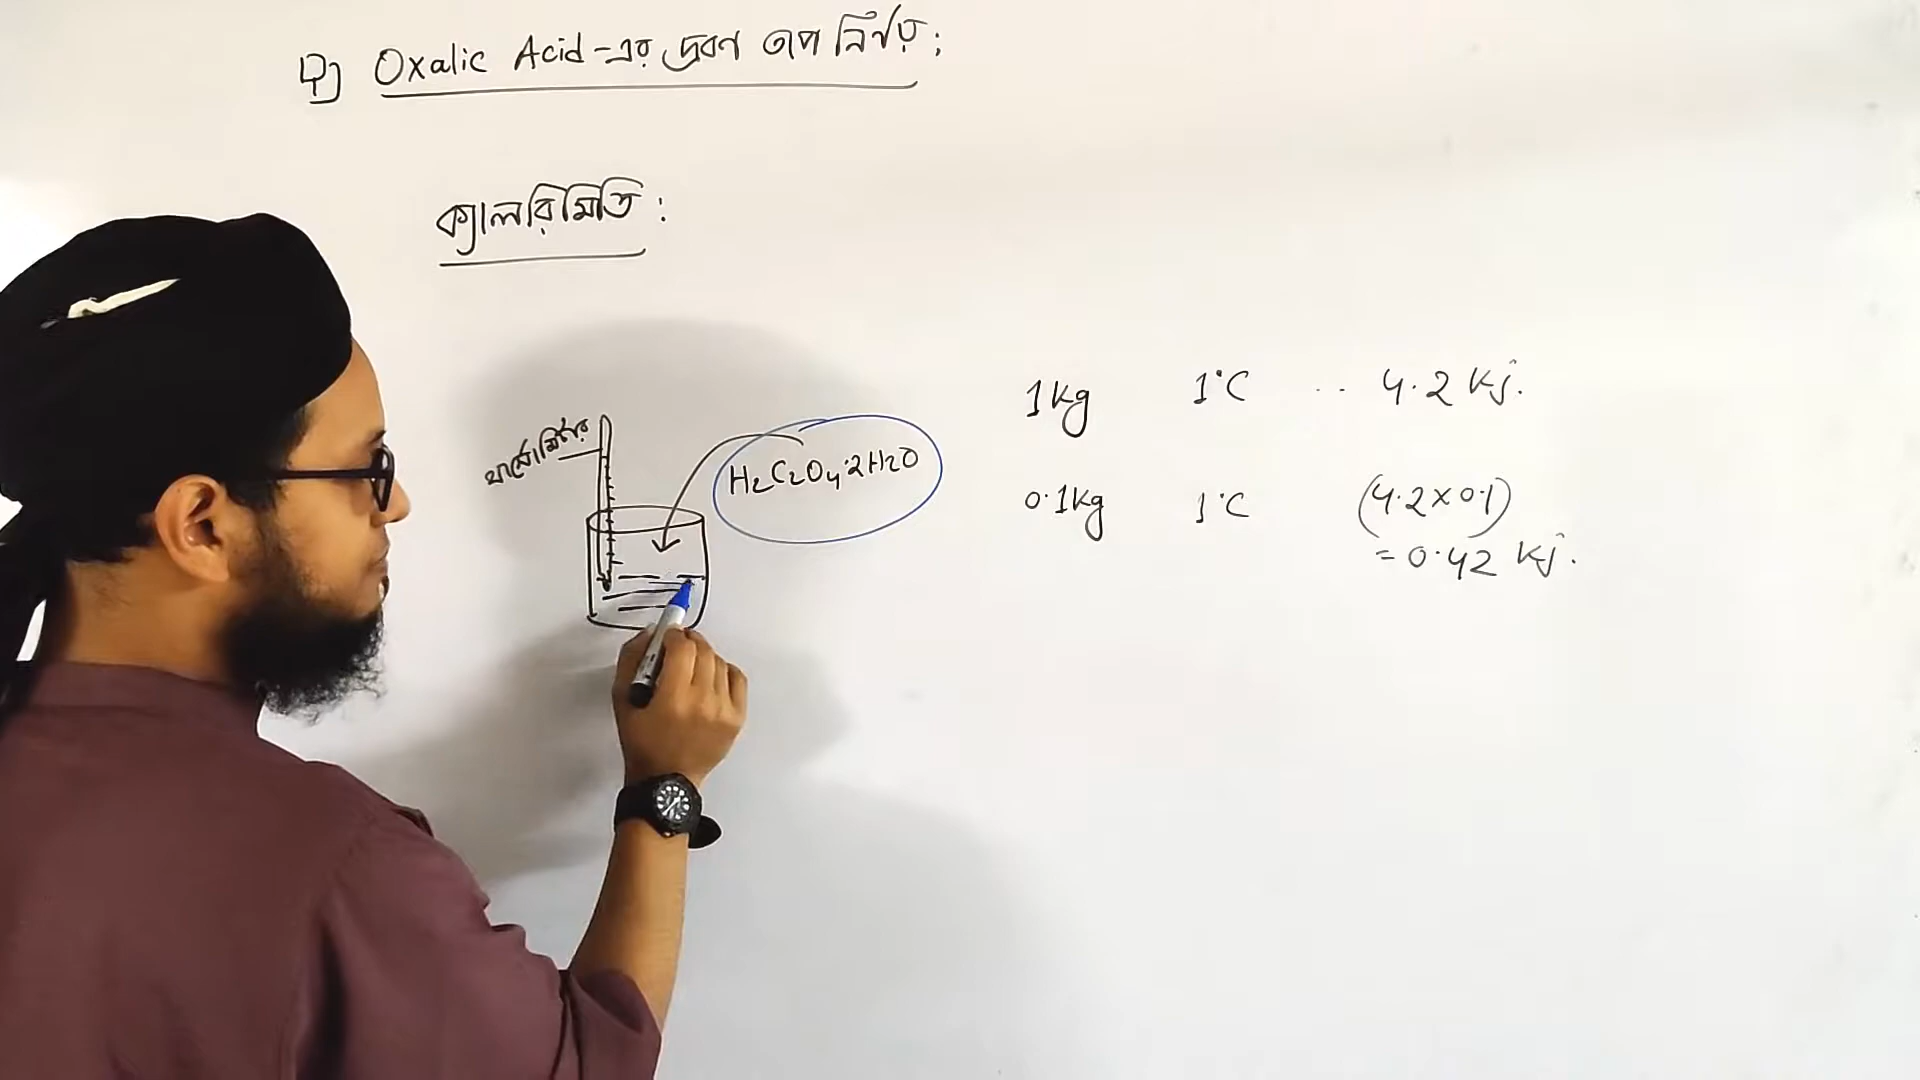 Oxalic Acid-এর দ্রবণ তাপ নির্ণয়:
ক্যালরিমিতি:
থার্মোমিটার
H₂C₂O₄·2H₂O
1kg 1°C .. 4.2 kj.
0.1kg 1°C (4.2×0.1)
= 0.42 kj.